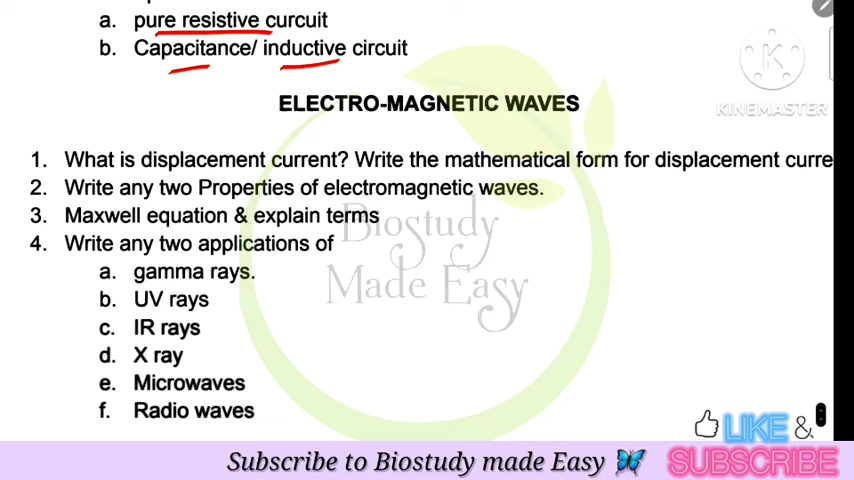 a. pure resistive curcuit
b. Capacitance/ inductive circuit
KINEMASTER
ELECTRO-MAGNETIC WAVES
1. What is displacement current? Write the mathematical form for displacement curre
2. Write any two Properties of electromagnetic waves.
3. Maxwell equation & explain terms
4. Write any two applications of
Biostudy
Made Easy
a. gamma rays.
b. UV rays
c. IR rays
d. X ray
e. Microwaves
f. Radio waves
LIKE &
Subscribe to Biostudy made Easy
SUBSCRIBE